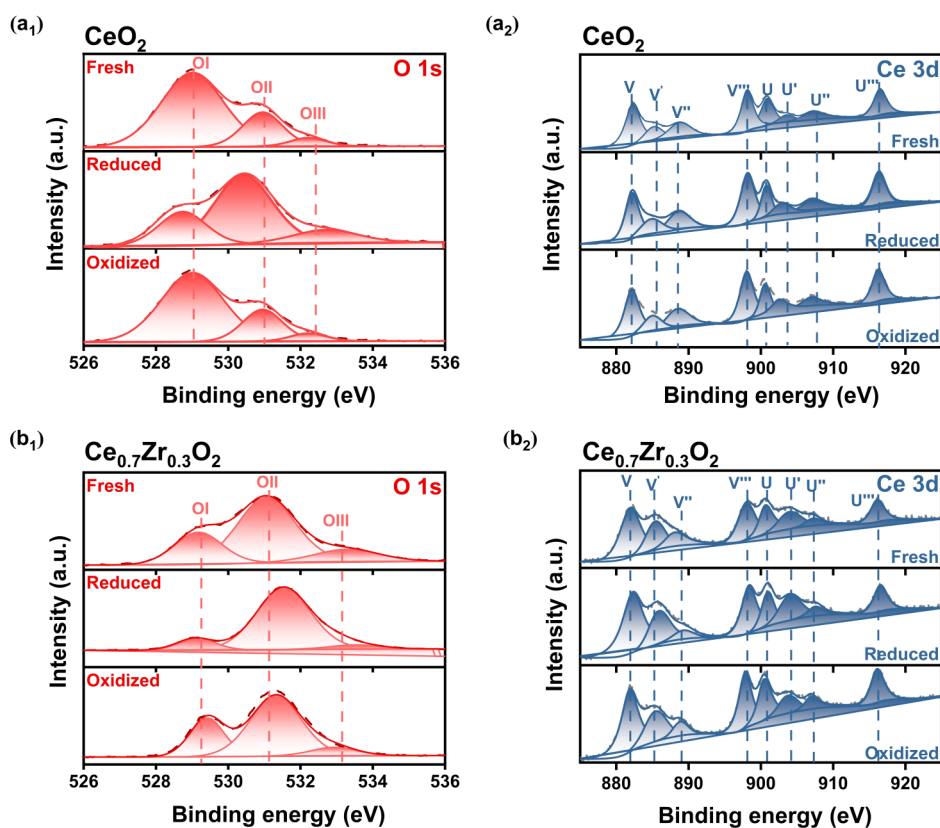 (a₁)
CeO₂
Fresh
OI
OII
OIII
O 1s
Reduced
Oxidized
Intensity (a.u.)
526 528 530 532 534 536
Binding energy (eV)
(a₂)
CeO₂
Ce 3d
V V' V'' V''' U U' U'' U'''
Fresh
Reduced
Oxidized
Intensity (a.u.)
880 890 900 910 920
Binding energy (eV)
(b₁)
Ce₀.₇Zr₀.₃O₂
Fresh
OI
OII
OIII
O 1s
Reduced
Oxidized
Intensity (a.u.)
526 528 530 532 534 536
Binding energy (eV)
(b₂)
Ce₀.₇Zr₀.₃O₂
Ce 3d
V V' V'' V''' U U' U'' U'''
Fresh
Reduced
Oxidized
Intensity (a.u.)
880 890 900 910 920
Binding energy (eV)